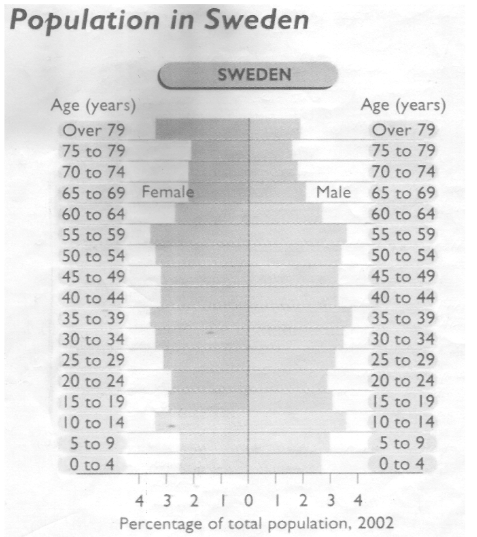 Population in Sweden
SWEDEN
Age (years) Age (years)
Over 79 Over 79
75 to 79 75 to 79
70 to 74 70 to 74
65 to 69 Female Male 65 to 69
60 to 64 60 to 64
55 to 59 55 to 59
50 to 54 50 to 54
45 to 49 45 to 49
40 to 44 40 to 44
35 to 39 35 to 39
30 to 34 30 to 34
25 to 29 25 to 29
20 to 24 20 to 24
15 to 19 15 to 19
10 to 14 10 to 14
5 to 9 5 to 9
0 to 4 0 to 4
4 3 2 1 0 1 2 3 4
Percentage of total population, 2002